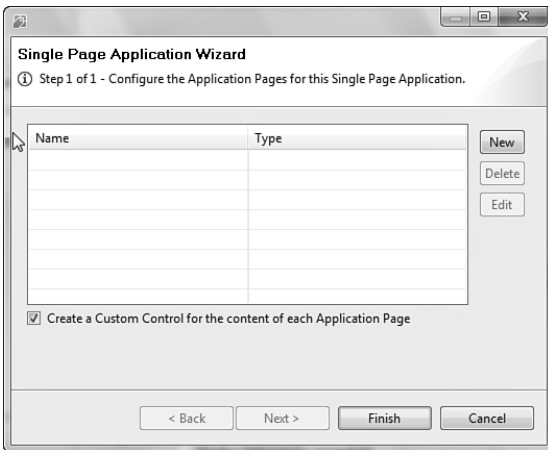 Single Page Application Wizard
Step 1 of 1 - Configure the Application Pages for this Single Page Application.
Name Type
New
Delete
Edit
Create a Custom Control for the content of each Application Page
< Back Next > Finish Cancel